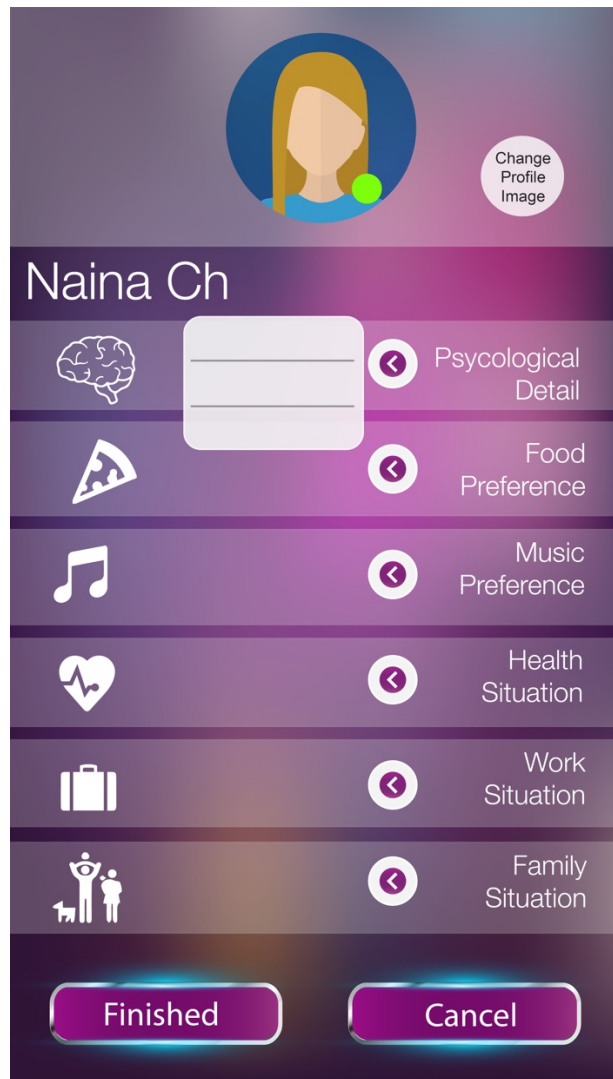 Change
Profile
Image
Naina Ch
Psycological
Detail
Food
Preference
Music
Preference
Health
Situation
Work
Situation
Family
Situation
Finished
Cancel